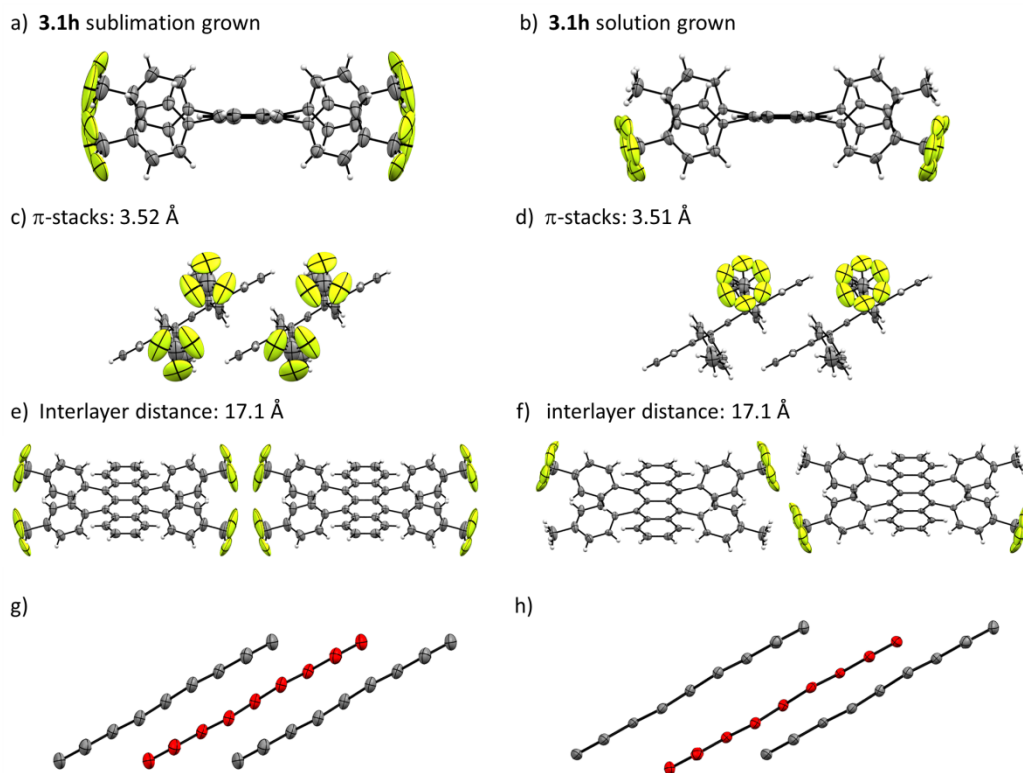 a) 3.1h sublimation grown
b) 3.1h solution grown
c) π-stacks: 3.52 Å
d) π-stacks: 3.51 Å
e) Interlayer distance: 17.1 Å
f) interlayer distance: 17.1 Å
g)
h)